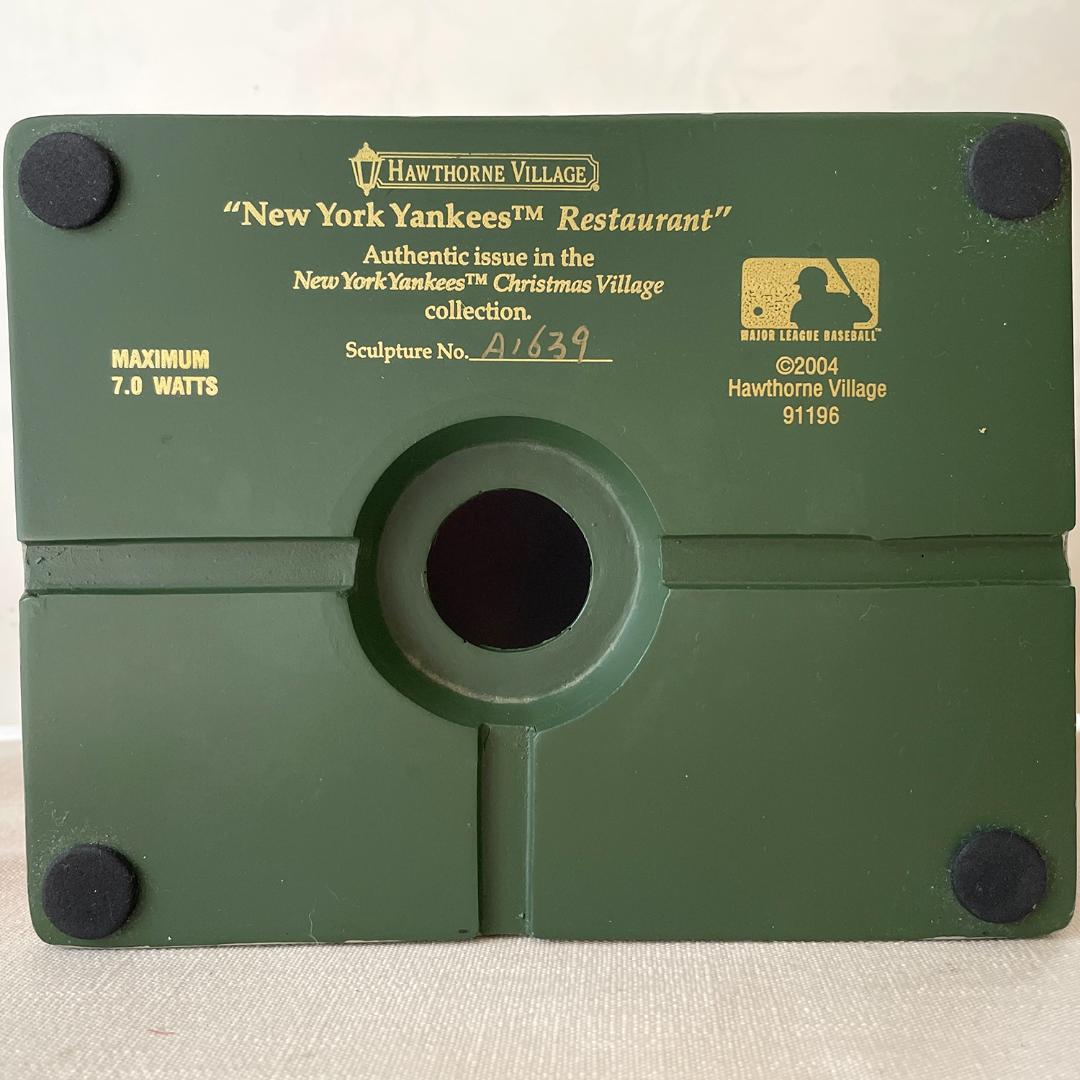 HAWTHORNE VILLAGE
“New York Yankees™ Restaurant”
Authentic issue in the
New York Yankees™ Christmas Village
collection.
Sculpture No. A1639
MAXIMUM
7.0 WATTS
MAJOR LEAGUE BASEBALL™
©2004
Hawthorne Village
91196